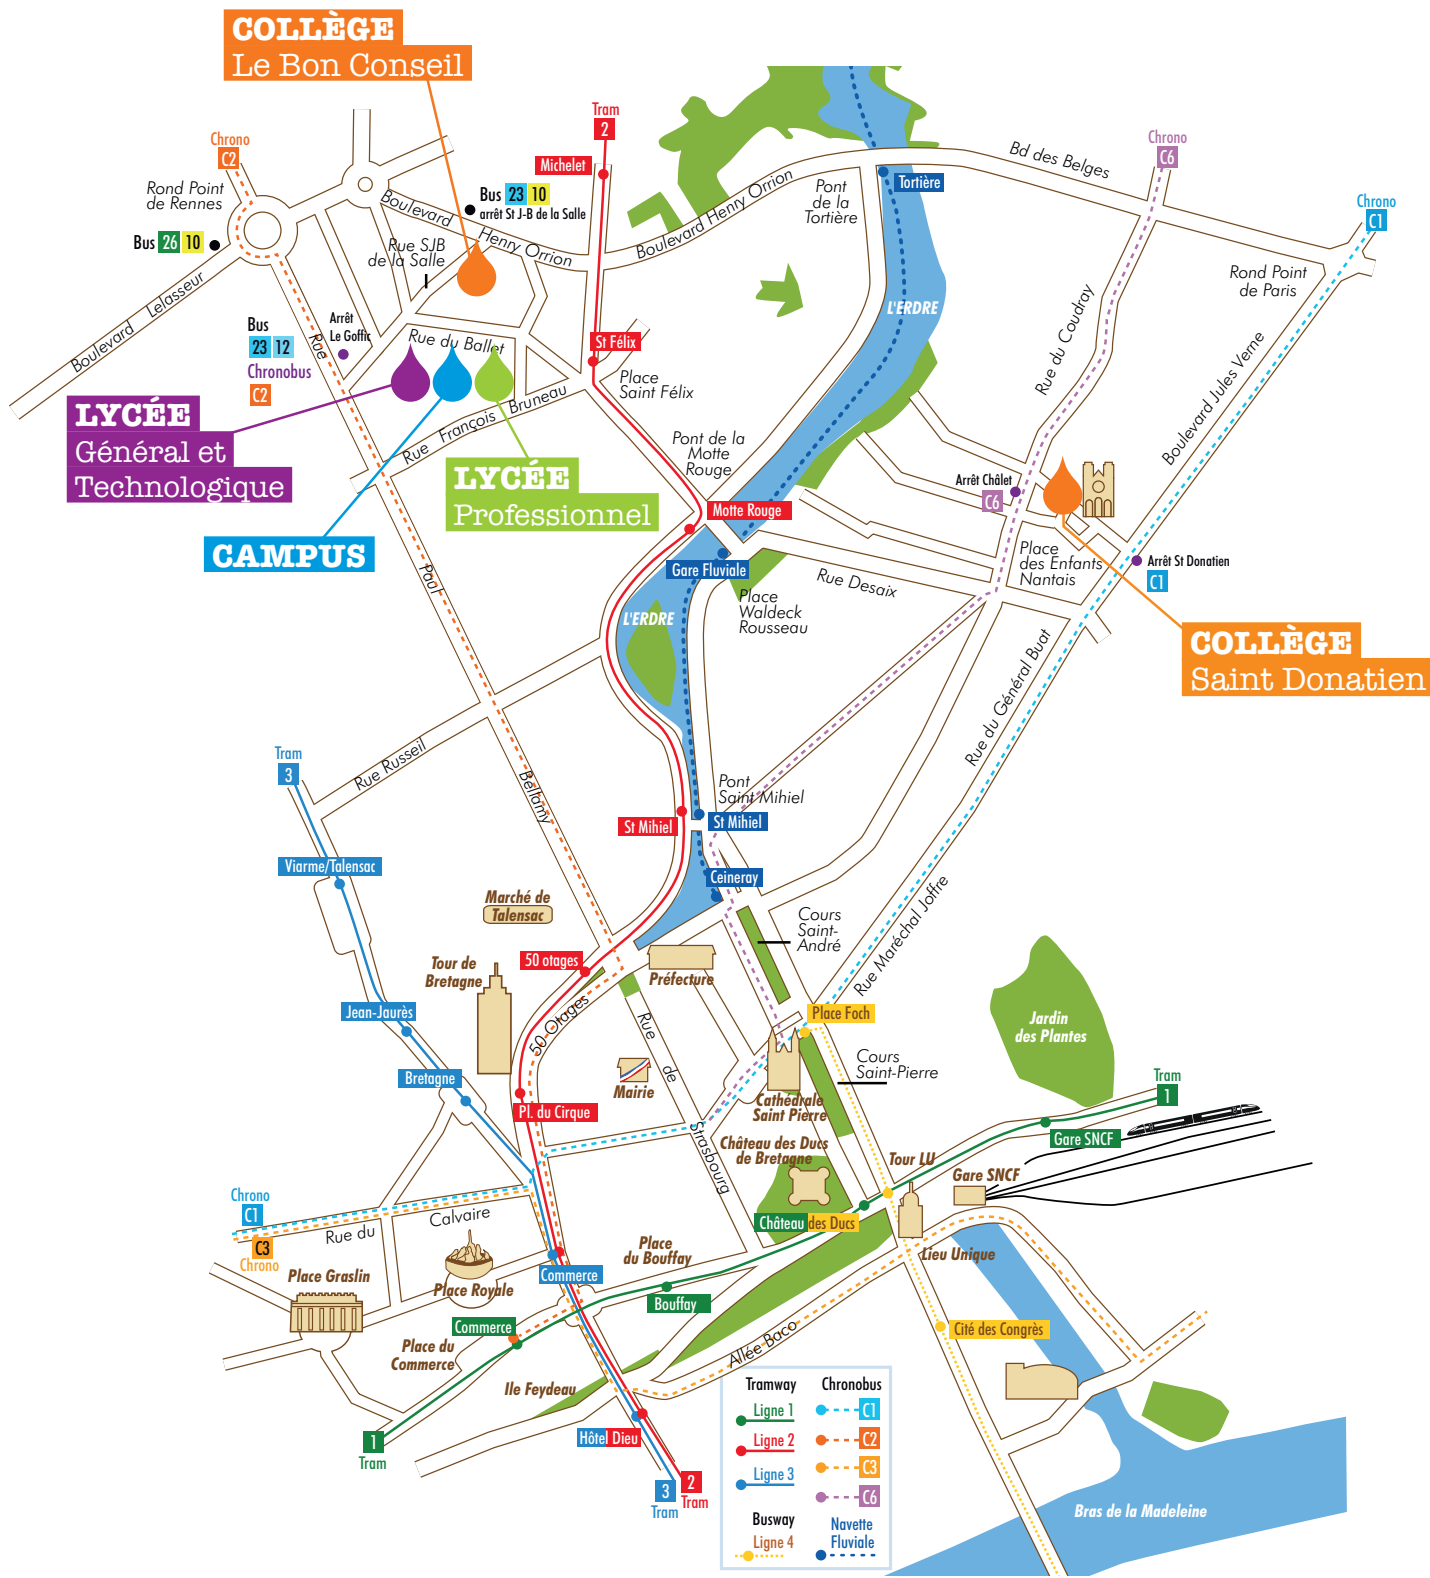 COLLÈGE
Le Bon Conseil
Tram
2
Michelet
Chrono
C2
Rond Point
de Rennes
Bus 26 10
Boulevard Lelasseur
Bus 23 10
arrêt St J-B de la Salle
Boulevard Henry Orrion
Boulevard Henry Orrion
Rue SJB
de la Salle
Pont
de la
Tortière
Tortière
Bd des Belges
Chrono
C6
Chrono
C1
Rond Point
de Paris
L'ERDRE
Rue du Coudray
Boulevard Jules Verne
Bus
23 12
Chronobus
C2
Arrêt
Le Goffic
Rue du Ballet
St Félix
Place
Saint Félix
Rue François Bruneau
Rue Paul Bellamy
LYCÉE
Général et
Technologique
LYCÉE
Professionnel
CAMPUS
Pont de la
Motte
Rouge
Motte Rouge
Gare Fluviale
L'ERDRE
Place
Waldeck
Rousseau
Rue Desaix
Arrêt Châlet
C6
Place
des Enfants
Nantais
Arrêt St Donatien
C1
COLLÈGE
Saint Donatien
Rue du Général Buat
Rue Russeil
Tram
3
Viarme/Talensac
Pont
Saint Mihiel
St Mihiel
St Mihiel
Ceineray
Marché de
Talensac
Cours
Saint-
André
Rue Maréchal Joffre
50 otages
Tour de
Bretagne
Préfecture
Jean-Jaurès
50 Otages
Rue de Strasbourg
Place Foch
Cours
Saint-Pierre
Jardin
des Plantes
Bretagne
Mairie
Pl. du Cirque
Cathédrale
Saint Pierre
Tram
1
Gare SNCF
Château des Ducs
de Bretagne
Tour LU
Gare SNCF
Chrono
C1
C3
Chrono
Rue du Calvaire
Château des Ducs
Place
du Bouffay
Lieu Unique
Place Graslin
Place Royale
Commerce
Bouffay
Commerce
Place du
Commerce
Cité des Congrès
Allée Baco
Ile Feydeau
Hôtel Dieu
1
Tram
3
Tram
2
Tram
Tramway
Ligne 1
Ligne 2
Ligne 3
Busway
Ligne 4
Chronobus
C1
C2
C3
C6
Navette
Fluviale
Bras de la Madeleine